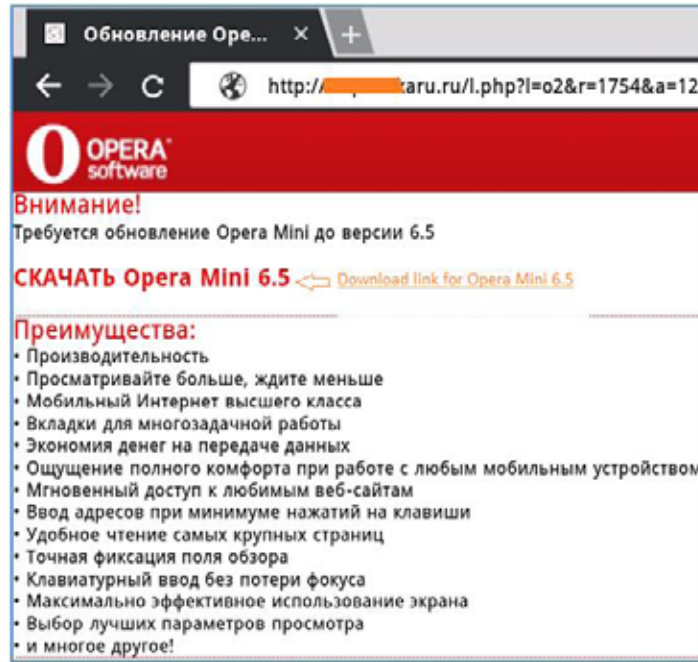 Обновление Опе... ×
http:// karu.ru/l.php?l=o2&r=1754&a=12
OPERA
software
Внимание!
Требуется обновление Opera Mini до версии 6.5
СКАЧАТЬ Opera Mini 6.5 Download link for Opera Mini 6.5
Преимущества:
• Производительность
• Просматривайте больше, ждите меньше
• Мобильный Интернет высшего класса
• Вкладки для многозадачной работы
• Экономия денег на передаче данных
• Ощущение полного комфорта при работе с любым мобильным устройством
• Мгновенный доступ к любимым веб-сайтам
• Ввод адресов при минимуме нажатий на клавиши
• Удобное чтение самых крупных страниц
• Точная фиксация поля обзора
• Клавиатурный ввод без потери фокуса
• Максимально эффективное использование экрана
• Выбор лучших параметров просмотра
• и многое другое!